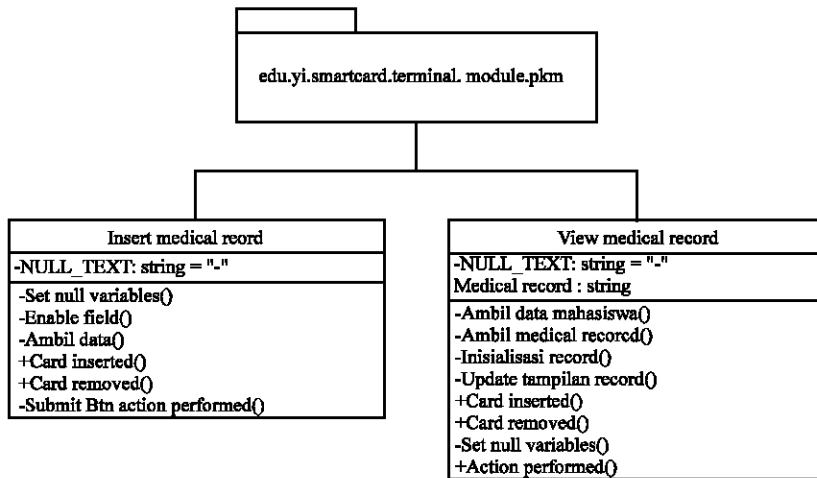 edu.yi.smartcard.terminal. module.pkm
Insert medical reord
-NULL_TEXT: string = "-"
-Set null variables()
-Enable field()
-Ambil data()
+Card inserted()
+Card removed()
-Submit Btn action performed()
View medical record
-NULL_TEXT: string = "-"
Medical record : string
-Ambil data mahasiswa()
-Ambil medical recorcd()
-Inisialisasi record()
-Update tampilan record()
+Card inserted()
+Card removed()
-Set null variables()
+Action performed()